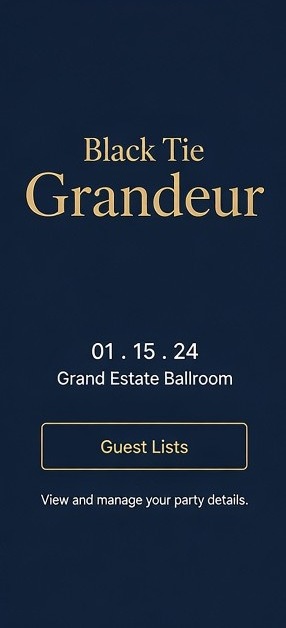 Black Tie
Grandeur
01 . 15 . 24
Grand Estate Ballroom
Guest Lists
View and manage your party details.